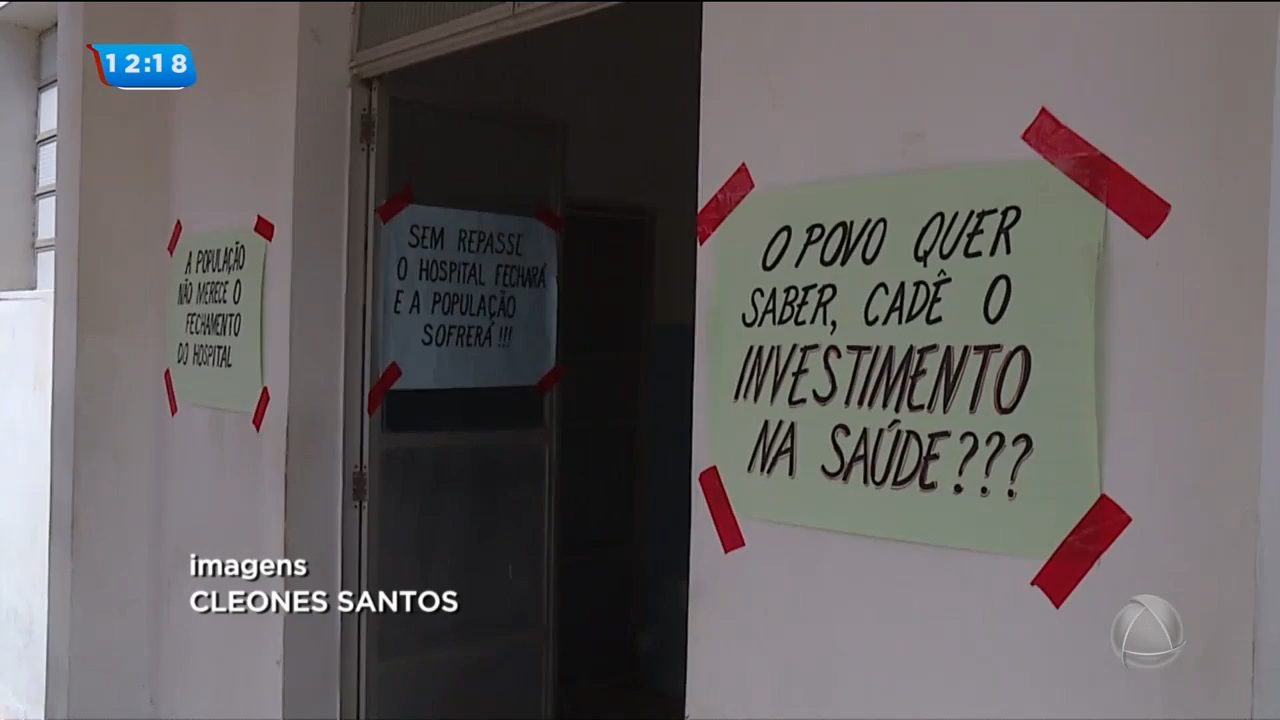 12:18
A POPULAÇÃO
NÃO MERECE O
FECHAMENTO
DO HOSPITAL
SEM REPASSE
O HOSPITAL FECHARÁ
E A POPULAÇÃO
SOFRERÁ!!!
O POVO QUER
SABER, CADÊ O
INVESTIMENTO
NA SAÚDE???
imagens
CLEONES SANTOS